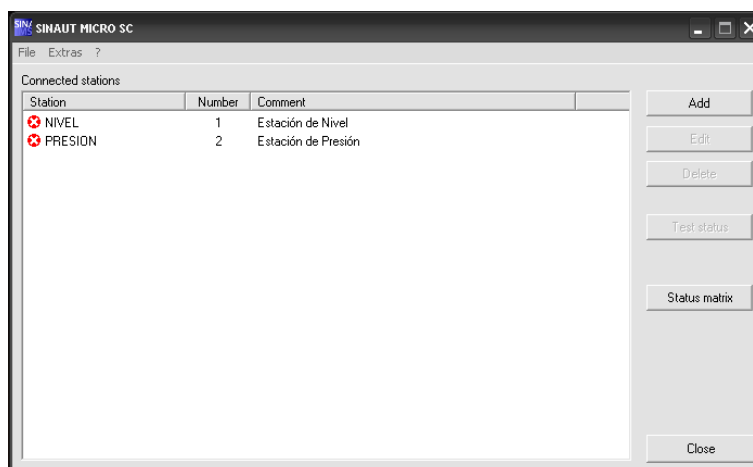 SINAUT MICRO SC
File Extras ?
Connected stations
Station Number Comment
NIVEL 1 Estación de Nivel
PRESION 2 Estación de Presión
Add
Edit
Delete
Test status
Status matrix
Close